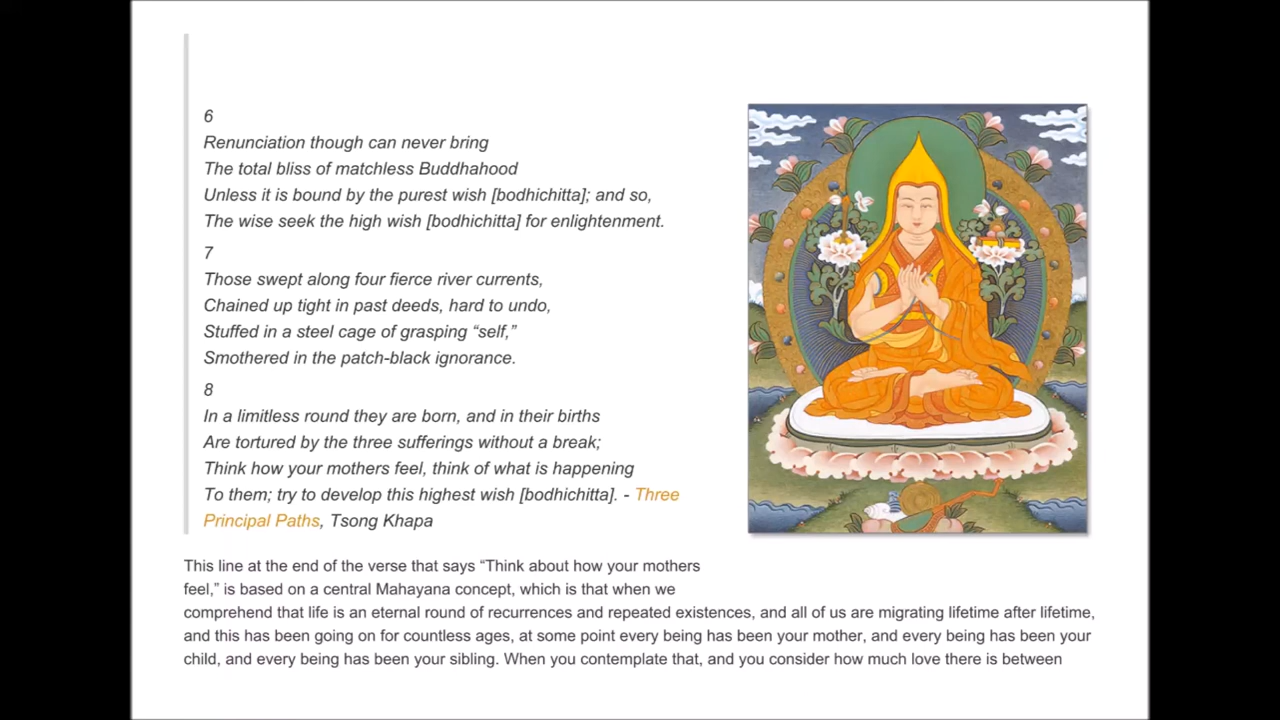 6
Renunciation though can never bring
The total bliss of matchless Buddhahood
Unless it is bound by the purest wish [bodhichitta]; and so,
The wise seek the high wish [bodhichitta] for enlightenment.
7
Those swept along four fierce river currents,
Chained up tight in past deeds, hard to undo,
Stuffed in a steel cage of grasping “self,”
Smothered in the patch-black ignorance.
8
In a limitless round they are born, and in their births
Are tortured by the three sufferings without a break;
Think how your mothers feel, think of what is happening
To them; try to develop this highest wish [bodhichitta]. - Three
Principal Paths, Tsong Khapa
This line at the end of the verse that says “Think about how your mothers
feel,” is based on a central Mahayana concept, which is that when we
comprehend that life is an eternal round of recurrences and repeated existences, and all of us are migrating lifetime after lifetime,
and this has been going on for countless ages, at some point every being has been your mother, and every being has been your
child, and every being has been your sibling. When you contemplate that, and you consider how much love there is between